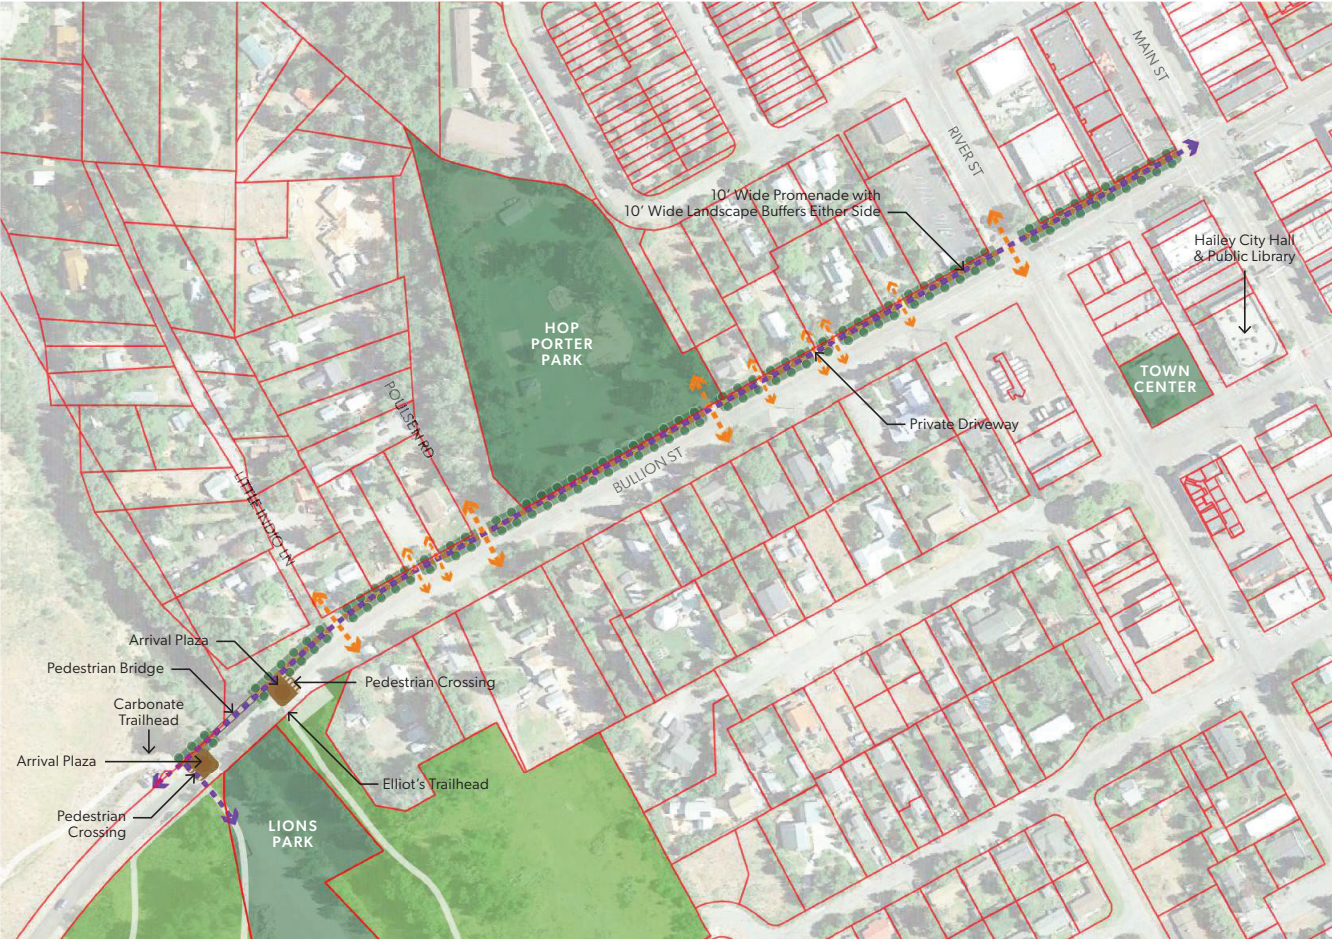 MAIN ST
RIVER ST
10’ Wide Promenade with
10’ Wide Landscape Buffers Either Side
Hailey City Hall
& Public Library
HOP
PORTER
PARK
TOWN
CENTER
POULSEN RD
Private Driveway
BULLION ST
LITTLE INDIO LN
Arrival Plaza
Pedestrian Bridge
Pedestrian Crossing
Carbonate
Trailhead
Arrival Plaza
Elliot’s Trailhead
Pedestrian
Crossing
LIONS
PARK